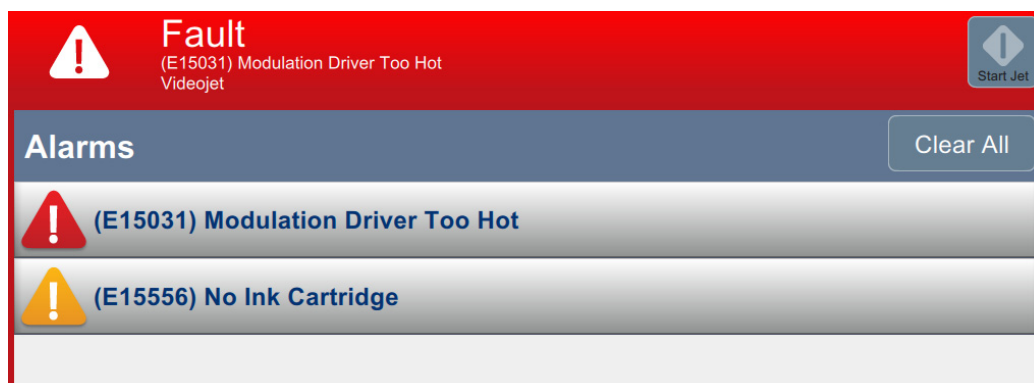 Fault
(E15031) Modulation Driver Too Hot
Videojet
Start Jet
Alarms
Clear All
(E15031) Modulation Driver Too Hot
(E15556) No Ink Cartridge